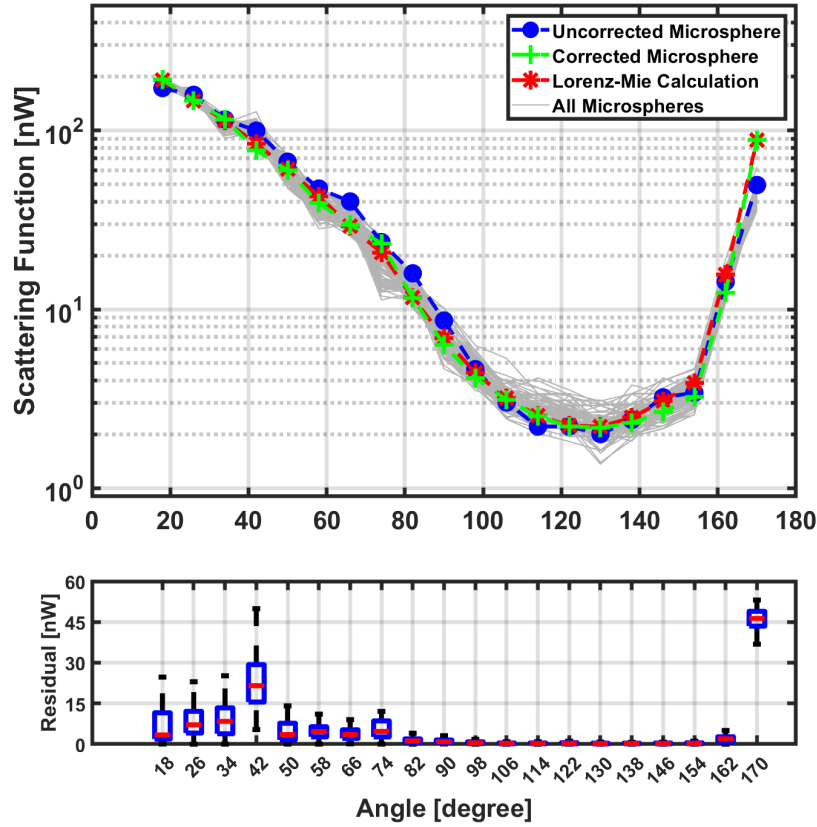 Uncorrected Microsphere
Corrected Microsphere
Lorenz-Mie Calculation
All Microspheres
Scattering Function [nW]
10^2
10^1
10^0
0 20 40 60 80 100 120 140 160 180
Residual [nW]
60
45
30
15
0
18 26 34 42 50 58 66 74 82 90 98 106 114 122 130 138 146 154 162 170
Angle [degree]